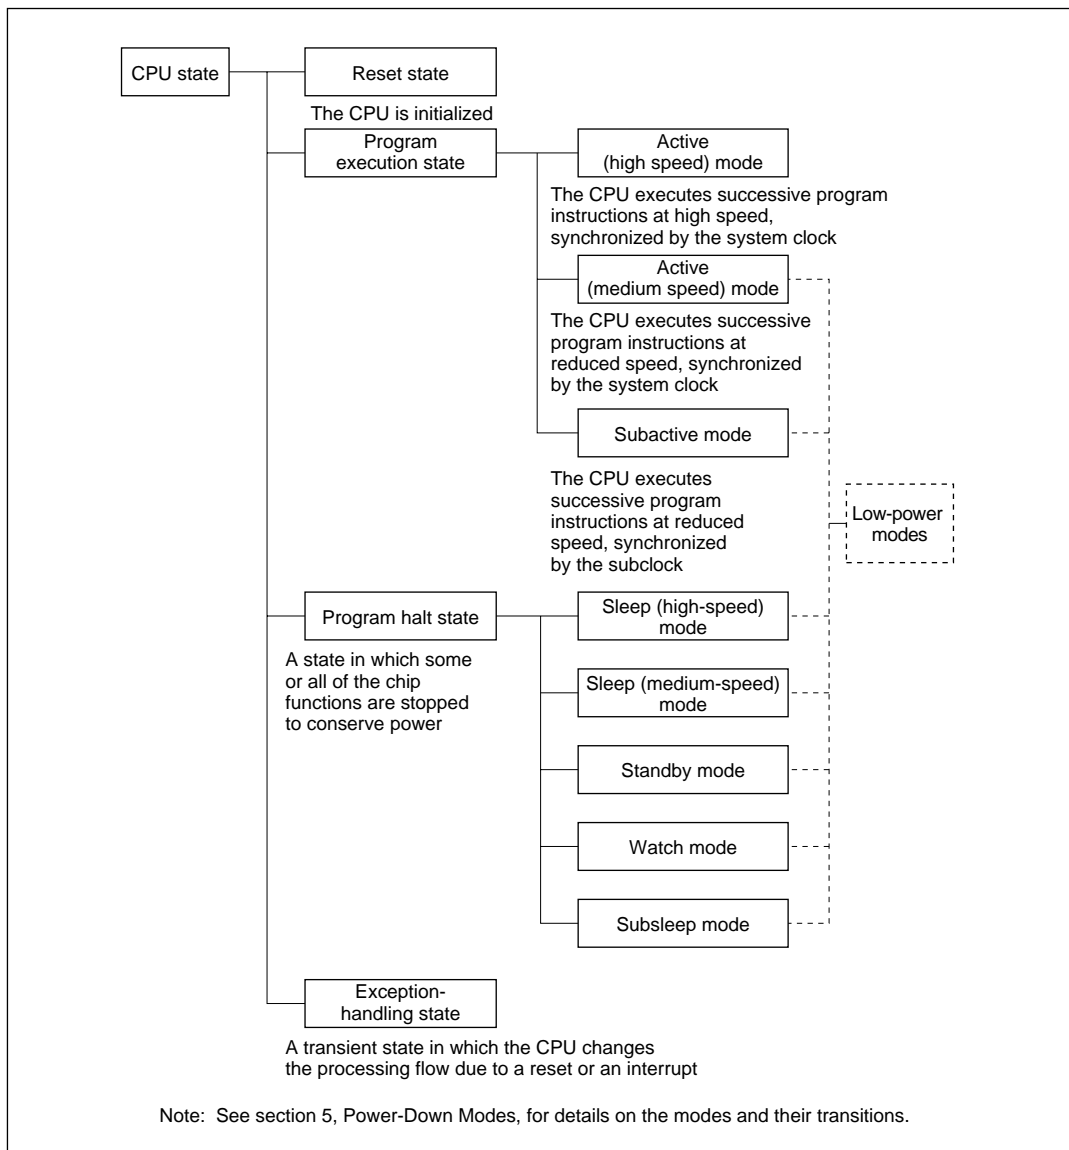 CPU state
Reset state
The CPU is initialized
Program
execution state
Active
(high speed) mode
The CPU executes successive program
instructions at high speed,
synchronized by the system clock
Active
(medium speed) mode
The CPU executes successive
program instructions at
reduced speed, synchronized
by the system clock
Subactive mode
The CPU executes
successive program
instructions at reduced
speed, synchronized
by the subclock
Low-power
modes
Program halt state
A state in which some
or all of the chip
functions are stopped
to conserve power
Sleep (high-speed)
mode
Sleep (medium-speed)
mode
Standby mode
Watch mode
Subsleep mode
Exception-
handling state
A transient state in which the CPU changes
the processing flow due to a reset or an interrupt
Note: See section 5, Power-Down Modes, for details on the modes and their transitions.